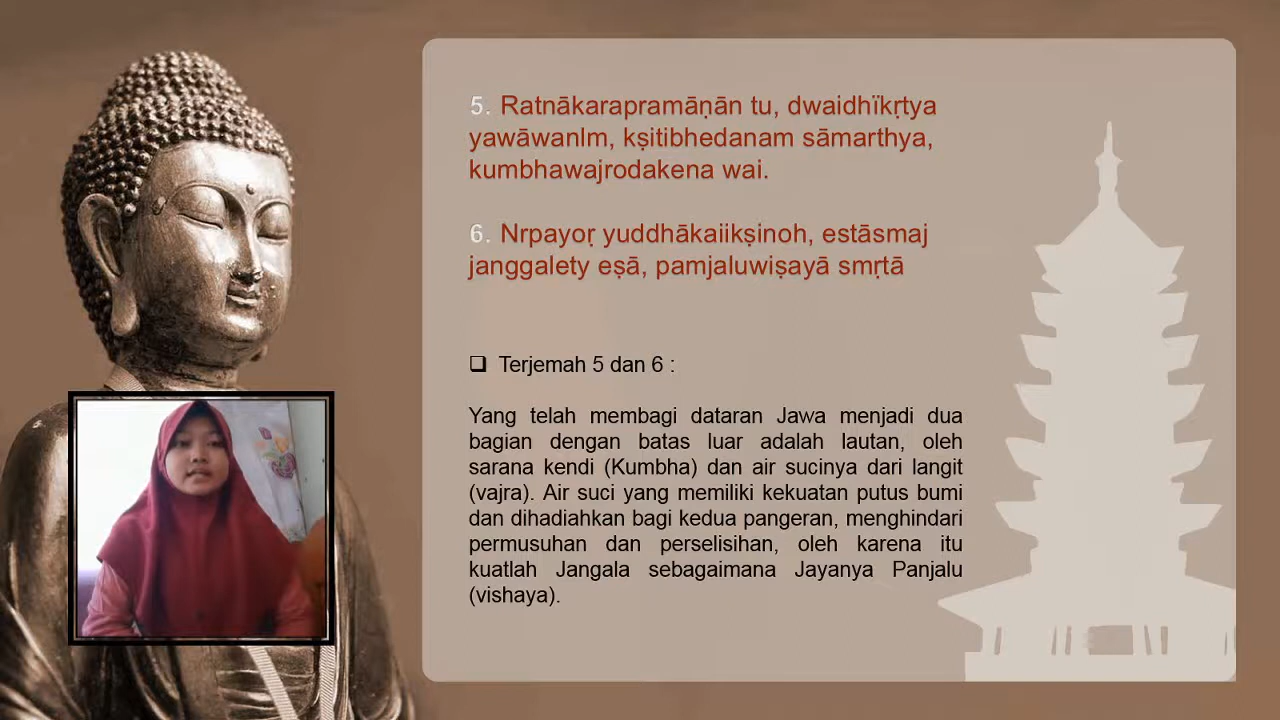 5. Ratnākarapramāṇān tu, dwaidhïkṛtya
yawāwanlm, kṣitibhedanam sāmarthya,
kumbhawajrodakena wai.
6. Nrpayoṛ yuddhākaiikṣinoh, estāsmaj
janggalety eṣā, pamjaluwiṣayā smṛtā
❑ Terjemah 5 dan 6 :
Yang telah membagi dataran Jawa menjadi dua
bagian dengan batas luar adalah lautan, oleh
sarana kendi (Kumbha) dan air sucinya dari langit
(vajra). Air suci yang memiliki kekuatan putus bumi
dan dihadiahkan bagi kedua pangeran, menghindari
permusuhan dan perselisihan, oleh karena itu
kuatlah Jangala sebagaimana Jayanya Panjalu
(vishaya).